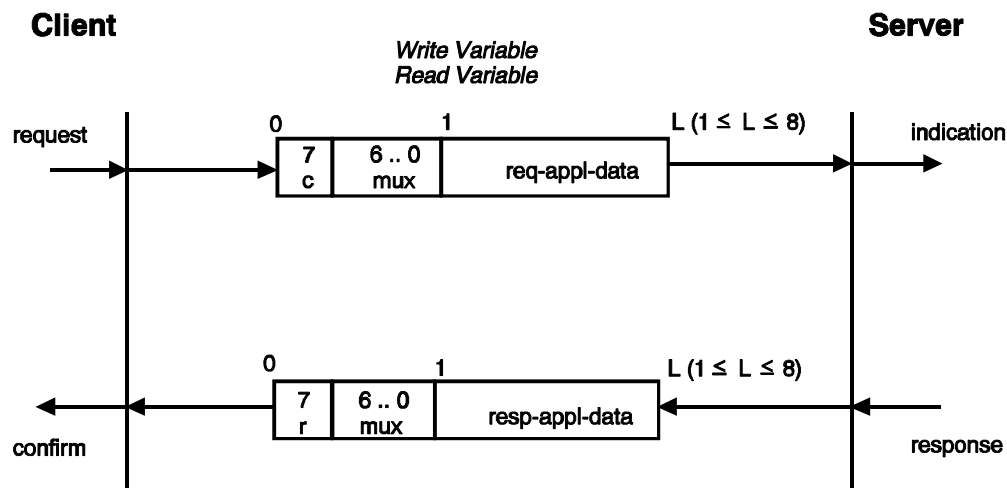 Client
Server
Write Variable
Read Variable
request
0
1
L (1 ≤ L ≤ 8)
indication
7
6 .. 0
c
mux
req-appl-data
0
1
L (1 ≤ L ≤ 8)
7
6 .. 0
r
mux
resp-appl-data
confirm
response